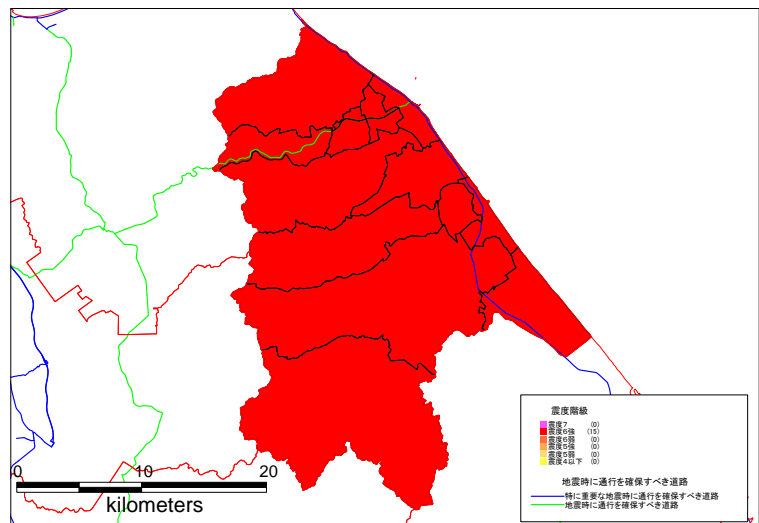 0 10 20
kilometers
震度階級
震度7 (0)
震度6強 (15)
震度6弱 (0)
震度5強 (0)
震度5弱 (0)
震度4以下 (0)
地震時に通行を確保すべき道路
特に重要な地震時に通行を確保すべき道路
地震時に通行を確保すべき道路